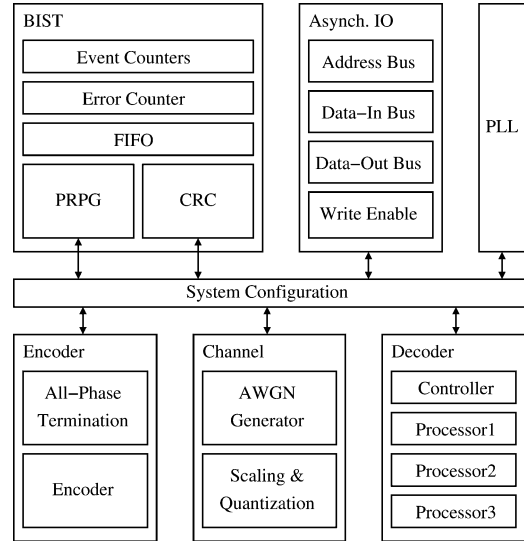 BIST
Event Counters
Error Counter
FIFO
PRPG
CRC
Asynch. IO
Address Bus
Data−In Bus
Data−Out Bus
Write Enable
PLL
System Configuration
Encoder
All−Phase
Termination
Encoder
Channel
AWGN
Generator
Scaling &
Quantization
Decoder
Controller
Processor1
Processor2
Processor3